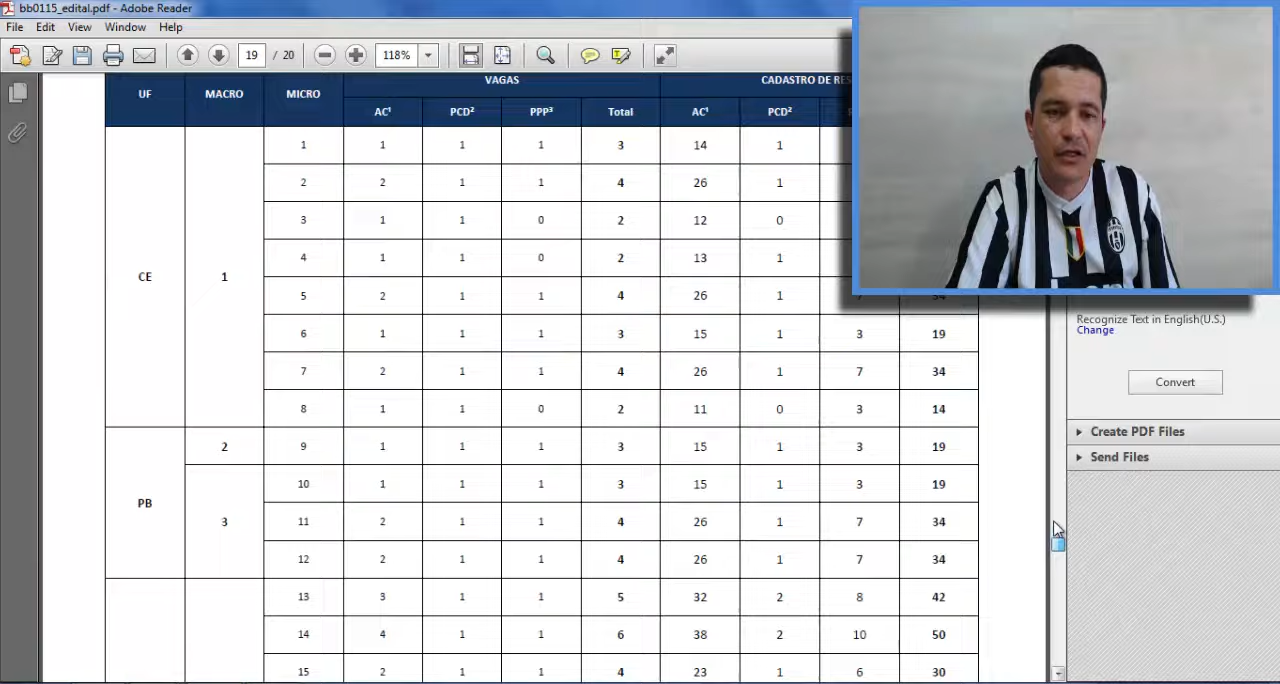 bb0115_edital.pdf - Adobe Reader
File Edit View Window Help
19 / 20 118%
UF MACRO MICRO VAGAS CADASTRO DE RES
AC¹ PCD² PPP³ Total AC¹ PCD²
1 1 1 1 3 14 1
2 2 1 1 4 26 1
3 1 1 0 2 12 0
4 1 1 0 2 13 1
CE 1
5 2 1 1 4 26 1
6 1 1 1 3 15 1 3 19
7 2 1 1 4 26 1 7 34
8 1 1 0 2 11 0 3 14
2 9 1 1 1 3 15 1 3 19
10 1 1 1 3 15 1 3 19
PB
3 11 2 1 1 4 26 1 7 34
12 2 1 1 4 26 1 7 34
13 3 1 1 5 32 2 8 42
14 4 1 1 6 38 2 10 50
15 2 1 1 4 23 1 6 30
Recognize Text in English(U.S.)
Change
Convert
Create PDF Files
Send Files